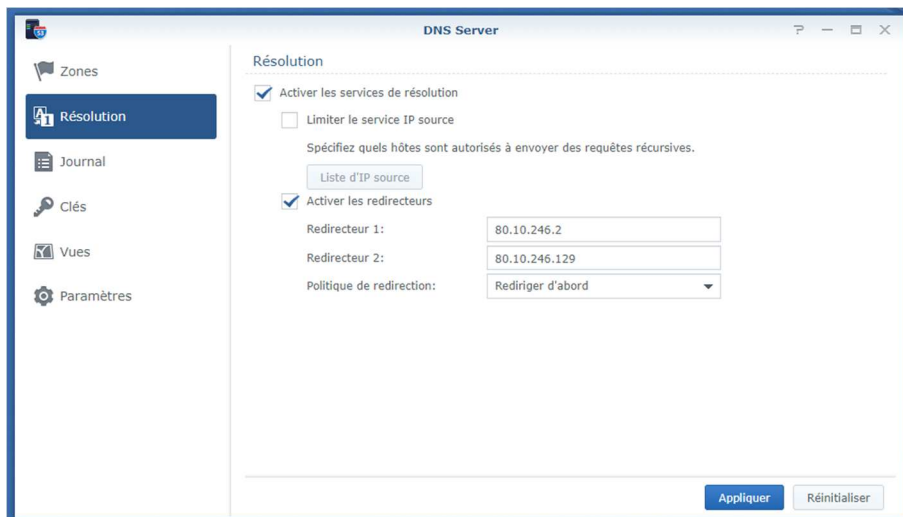 DNS Server
Zones
Résolution
Journal
Clés
Vues
Paramètres
Résolution
Activer les services de résolution
Limiter le service IP source
Spécifiez quels hôtes sont autorisés à envoyer des requêtes récursives.
Liste d'IP source
Activer les redirecteurs
Redirecteur 1: 80.10.246.2
Redirecteur 2: 80.10.246.129
Politique de redirection: Rediriger d'abord
Appliquer Réinitialiser